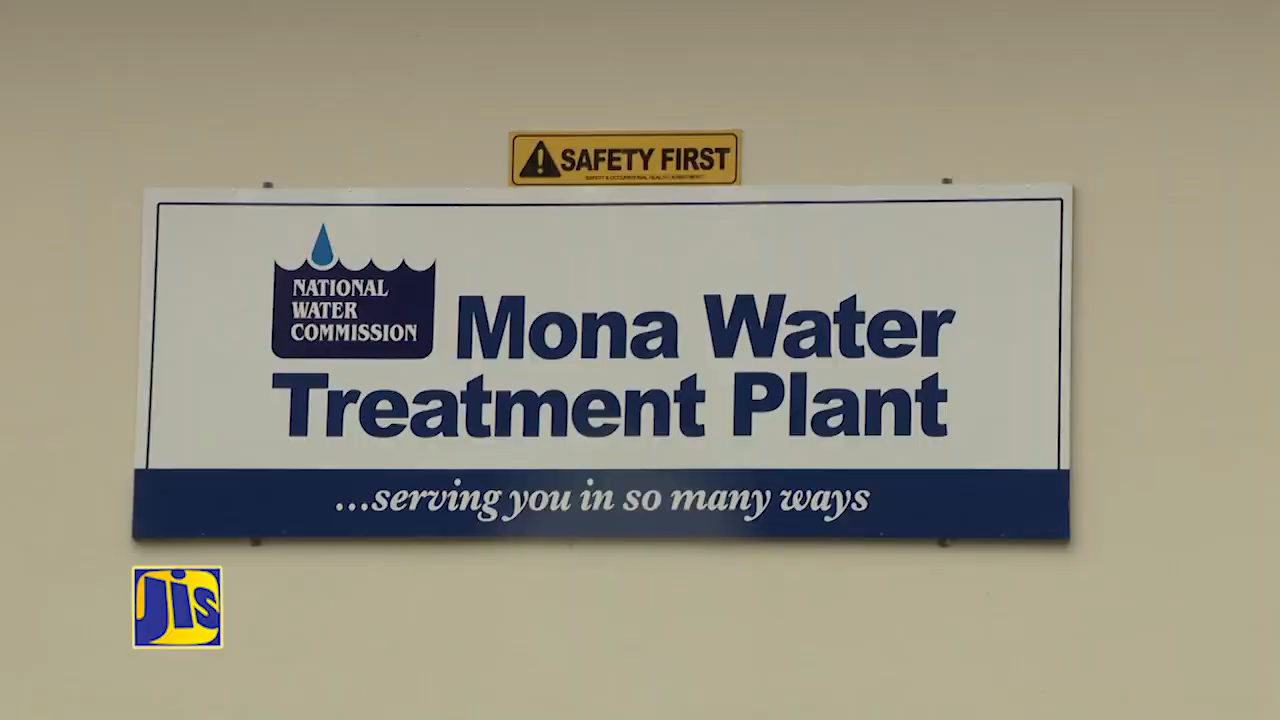 SAFETY FIRST
NATIONAL
WATER
COMMISSION
Mona Water
Treatment Plant
...serving you in so many ways
JIS